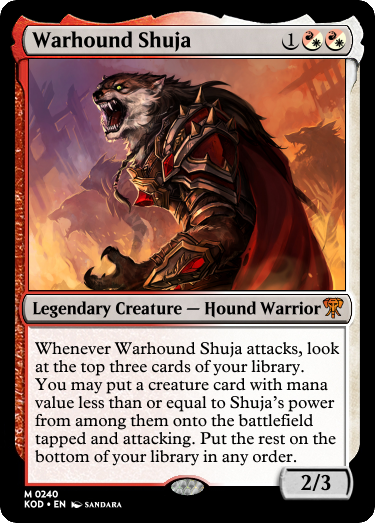 Warhound Shuja 1
Legendary Creature — Hound Warrior
Whenever Warhound Shuja attacks, look
at the top three cards of your library.
You may put a creature card with mana
value less than or equal to Shuja's power
from among them onto the battlefield
tapped and attacking. Put the rest on the
bottom of your library in any order.
2/3
M 0240
KOD • EN SANDARA